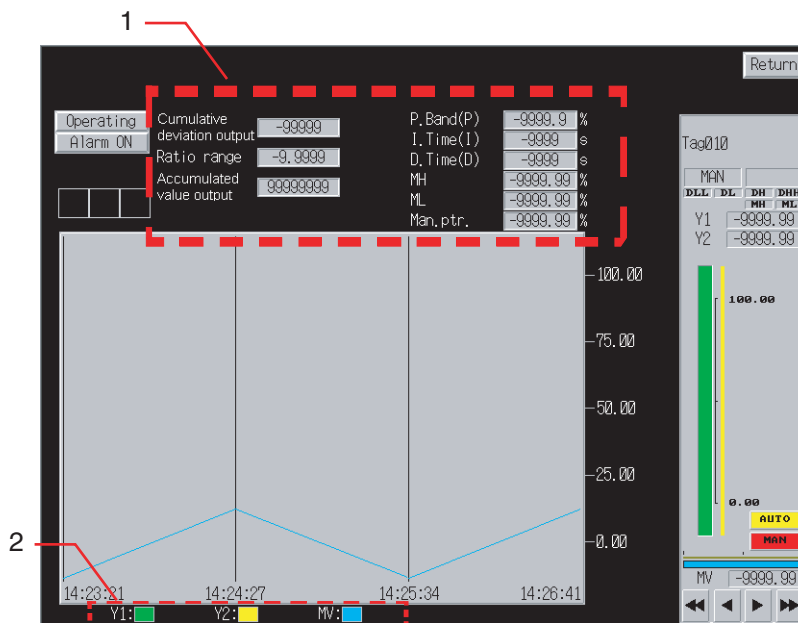 1
Return
Operating
Alarm ON
Cumulative
deviation output
-99999
Ratio range
-9.9999
Accumulated
value output
99999999
P.Band(P) -9999.9 %
I.Time(I) -9999 s
D.Time(D) -9999 s
MH -9999.99 %
ML -9999.99 %
Man.ptr. -9999.99 %
100.00
75.00
50.00
25.00
0.00
14:23:21 14:24:27 14:25:34 14:26:41
2
Y1: Y2: MV:
Tag010
MAN
DLL DL DH DHH
MH ML
Y1 -9999.99
Y2 -9999.99
100.00
0.00
AUTO
MAN
MV -9999.99